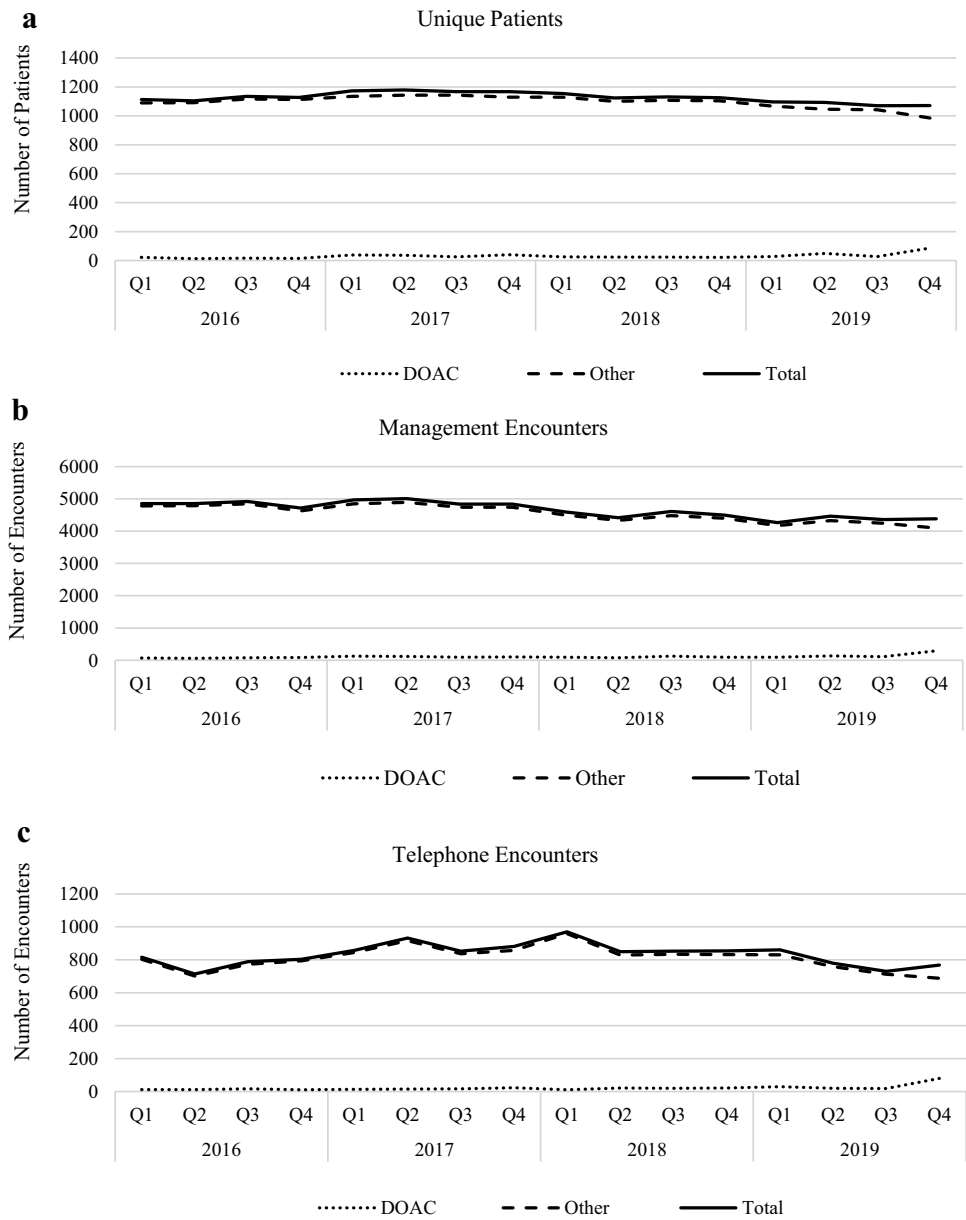 a
Unique Patients
Number of Patients
1400
1200
1000
800
600
400
200
0
Q1 Q2 Q3 Q4 Q1 Q2 Q3 Q4 Q1 Q2 Q3 Q4 Q1 Q2 Q3 Q4
2016 2017 2018 2019
DOAC Other Total
b
Management Encounters
Number of Encounters
6000
5000
4000
3000
2000
1000
0
Q1 Q2 Q3 Q4 Q1 Q2 Q3 Q4 Q1 Q2 Q3 Q4 Q1 Q2 Q3 Q4
2016 2017 2018 2019
DOAC Other Total
c
Telephone Encounters
Number of Encounters
1200
1000
800
600
400
200
0
Q1 Q2 Q3 Q4 Q1 Q2 Q3 Q4 Q1 Q2 Q3 Q4 Q1 Q2 Q3 Q4
2016 2017 2018 2019
DOAC Other Total